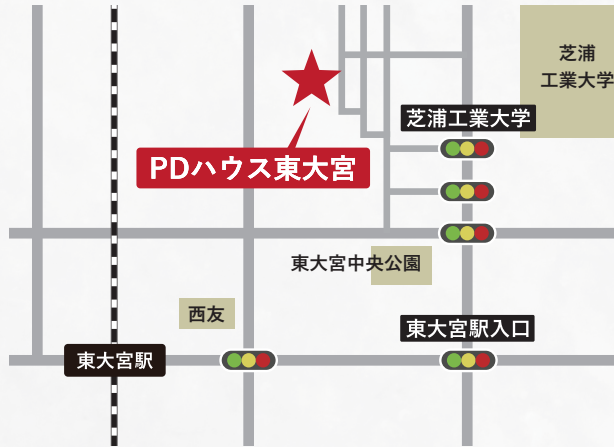 芝浦
工業大学
芝浦工業大学
PDハウス東大宮
東大宮中央公園
西友
東大宮駅入口
東大宮駅